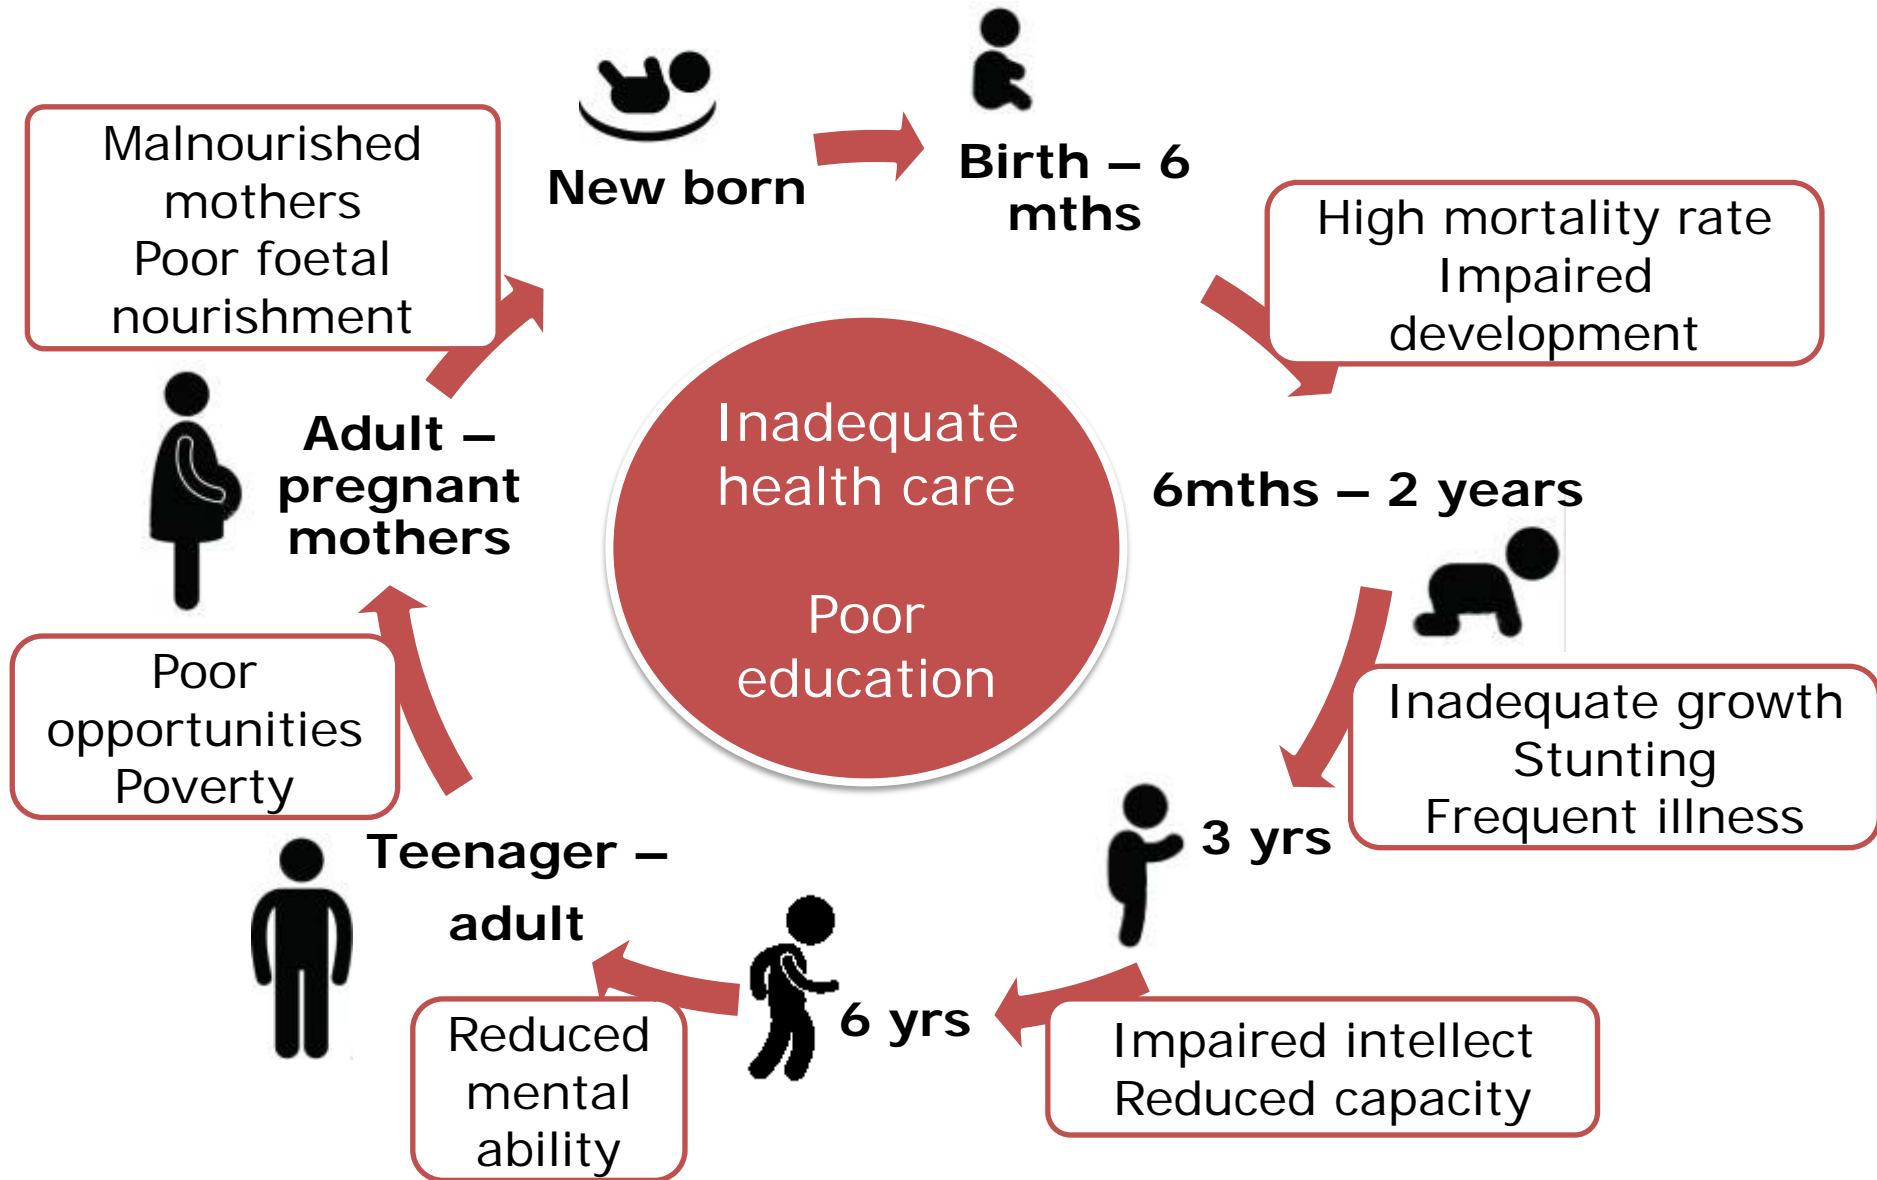 New born
Birth – 6
mths
High mortality rate
Impaired
development
6mths – 2 years
Inadequate growth
Stunting
Frequent illness
3 yrs
Impaired intellect
Reduced capacity
6 yrs
Reduced
mental
ability
Teenager –
adult
Poor
opportunities
Poverty
Adult –
pregnant
mothers
Malnourished
mothers
Poor foetal
nourishment
Inadequate
health care
Poor
education